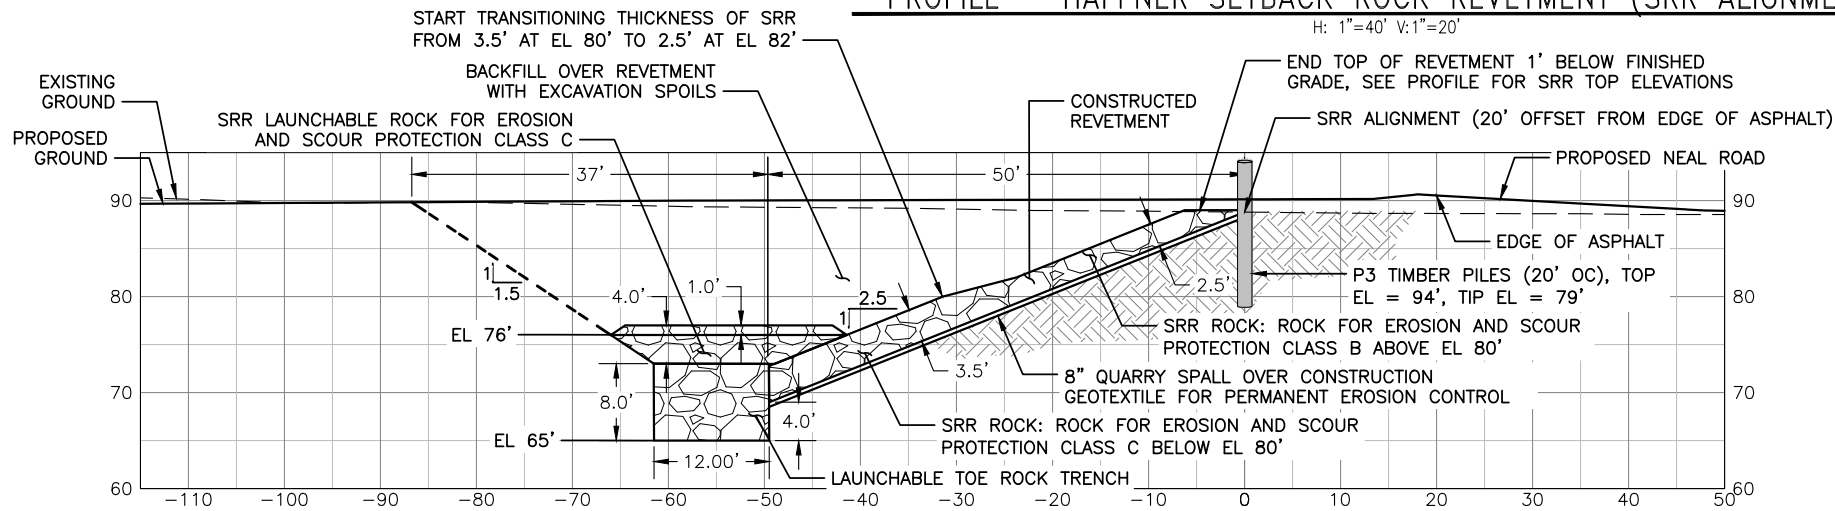 PROFILE - HAFFNER SETBACK ROCK REVETMENT (SRR ALIGNME
H: 1"=40' V:1"=20'
START TRANSITIONING THICKNESS OF SRR
FROM 3.5' AT EL 80' TO 2.5' AT EL 82'
BACKFILL OVER REVETMENT
WITH EXCAVATION SPOILS
EXISTING
GROUND
SRR LAUNCHABLE ROCK FOR EROSION
AND SCOUR PROTECTION CLASS C
PROPOSED
GROUND
CONSTRUCTED
REVETMENT
END TOP OF REVETMENT 1' BELOW FINISHED
GRADE, SEE PROFILE FOR SRR TOP ELEVATIONS
SRR ALIGNMENT (20' OFFSET FROM EDGE OF ASPHALT)
PROPOSED NEAL ROAD
37'
50'
90
90
EDGE OF ASPHALT
1
1.5
4.0'
1.0'
2.5
1
2.5'
P3 TIMBER PILES (20' OC), TOP
EL = 94', TIP EL = 79'
80
80
EL 76'
SRR ROCK: ROCK FOR EROSION AND SCOUR
PROTECTION CLASS B ABOVE EL 80'
3.5'
8" QUARRY SPALL OVER CONSTRUCTION
GEOTEXTILE FOR PERMANENT EROSION CONTROL
70
70
8.0'
4.0'
SRR ROCK: ROCK FOR EROSION AND SCOUR
PROTECTION CLASS C BELOW EL 80'
EL 65'
12.00'
LAUNCHABLE TOE ROCK TRENCH
60
60
-110 -100 -90 -80 -70 -60 -50 -40 -30 -20 -10 0 10 20 30 40 50